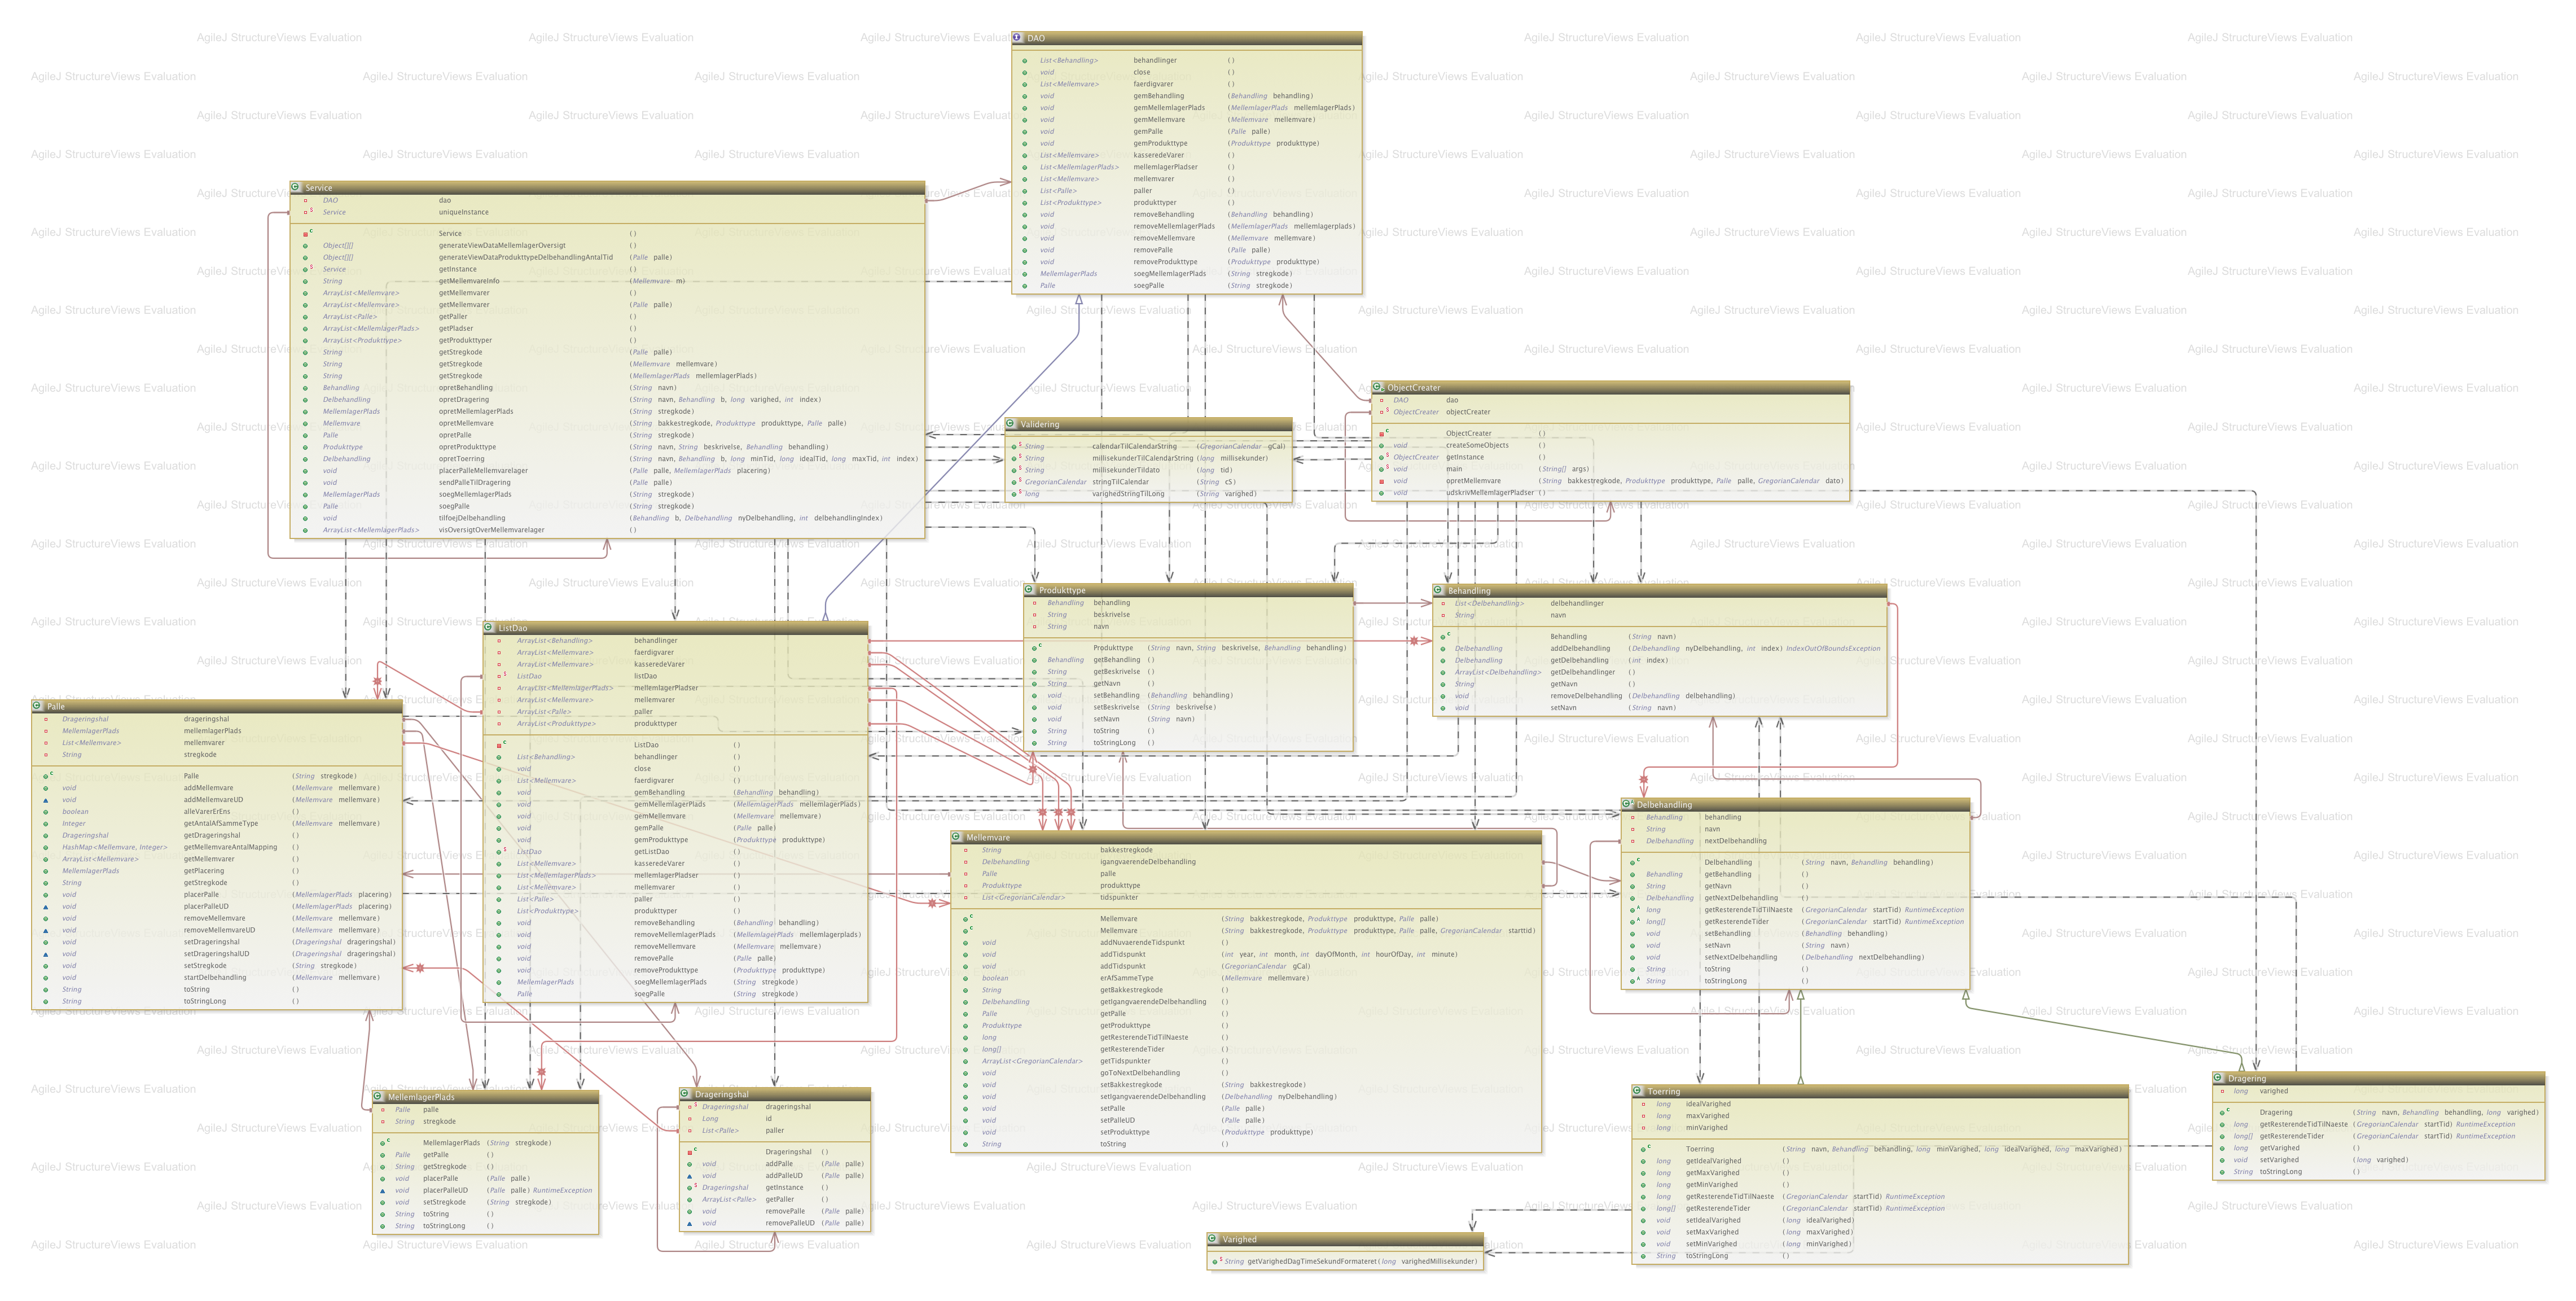 AgileJ StructureViews Evaluation
DAO
List<Behandling> behandlinger ()
void close ()
List<Mellemvare> faerdigvarer ()
void gemBehandling (Behandling behandling)
void gemMellemlagerPlads (MellemlagerPlads mellemlagerPlads)
void gemMellemvare (Mellemvare mellemvare)
void gemPalle (Palle palle)
void gemProdukttype (Produkttype produkttype)
List<Mellemvare> kasseredeVarer ()
List<MellemlagerPlads> mellemlagerPladser ()
List<Mellemvare> mellemvarer ()
List<Palle> paller ()
List<Produkttype> produkttyper ()
void removeBehandling (Behandling behandling)
void removeMellemlagerPlads (MellemlagerPlads mellemlagerplads)
void removeMellemvare (Mellemvare mellemvare)
void removePalle (Palle palle)
void removeProdukttype (Produkttype produkttype)
MellemlagerPlads soegMellemlagerPlads (String stregkode)
Palle soegPalle (String stregkode)
Service
DAO dao
Service uniqueInstance
Service ()
Object[][] generateViewDataMellemlagerOversigt ()
Object[][] generateViewDataProdukttypeDelbehandlingAntalTid (Palle palle)
Service getInstance ()
String getMellemvareInfo (Mellemvare m)
ArrayList<Mellemvare> getMellemvarer ()
ArrayList<Mellemvare> getMellemvarer (Palle palle)
ArrayList<Palle> getPaller ()
ArrayList<MellemlagerPlads> getPladser ()
ArrayList<Produkttype> getProdukttyper ()
String getStregkode (Palle palle)
String getStregkode (Mellemvare mellemvare)
String getStregkode (MellemlagerPlads mellemlagerPlads)
Behandling opretBehandling (String navn)
Delbehandling opretDragering (String navn, Behandling b, long varighed, int index)
MellemlagerPlads opretMellemlagerPlads (String stregkode)
Mellemvare opretMellemvare (String bakkestregkode, Produkttype produkttype, Palle palle)
Palle opretPalle (String stregkode)
Produkttype opretProdukttype (String navn, String beskrivelse, Behandling behandling)
Delbehandling opretToerring (String navn, Behandling b, long minTid, long idealTid, long maxTid, int index)
void placerPalleMellemvarelager (Palle palle, MellemlagerPlads placering)
void sendPalleTilDragering (Palle palle)
MellemlagerPlads soegMellemlagerPlads (String stregkode)
Palle soegPalle (String stregkode)
void tilfoejDelbehandling (Behandling b, Delbehandling nyDelbehandling, int delbehandlingIndex)
ArrayList<MellemlagerPlads> visOversigtOverMellemvarelager ()
Validering
String calendarTilCalendarString (GregorianCalendar gCal)
String millisekunderTilCalendarString (long millisekunder)
String millisekunderTildato (long tid)
GregorianCalendar stringTilCalendar (String cS)
long varighedStringTilLong (String varighed)
ObjectCreater
DAO dao
ObjectCreater objectCreater
ObjectCreater ()
void createSomeObjects ()
ObjectCreater getInstance ()
void main (String[] args)
void opretMellemvare (String bakkestregkode, Produkttype produkttype, Palle palle, GregorianCalendar dato)
void udskrivMellemlagerPladser ()
Produkttype
Behandling behandling
String beskrivelse
String navn
Produkttype (String navn, String beskrivelse, Behandling behandling)
Behandling getBehandling ()
String getBeskrivelse ()
String getNavn ()
void setBehandling (Behandling behandling)
void setBeskrivelse (String beskrivelse)
void setNavn (String navn)
String toString ()
String toStringLong ()
Behandling
List<Delbehandling> delbehandlinger
String navn
Behandling (String navn)
Delbehandling addDelbehandling (Delbehandling nyDelbehandling, int index) IndexOutOfBoundsException
Delbehandling getDelbehandling (int index)
ArrayList<Delbehandling> getDelbehandlinger ()
String getNavn ()
void removeDelbehandling (Delbehandling delbehandling)
void setNavn (String navn)
ListDao
ArrayList<Behandling> behandlinger
ArrayList<Mellemvare> faerdigvarer
ArrayList<Mellemvare> kasseredeVarer
ListDao listDao
ArrayList<MellemlagerPlads> mellemlagerPladser
ArrayList<Mellemvare> mellemvarer
ArrayList<Palle> paller
ArrayList<Produkttype> produkttyper
ListDao ()
List<Behandling> behandlinger ()
void close ()
List<Mellemvare> faerdigvarer ()
void gemBehandling (Behandling behandling)
void gemMellemlagerPlads (MellemlagerPlads mellemlagerPlads)
void gemMellemvare (Mellemvare mellemvare)
void gemPalle (Palle palle)
void gemProdukttype (Produkttype produkttype)
ListDao getListDao ()
List<Mellemvare> kasseredeVarer ()
List<MellemlagerPlads> mellemlagerPladser ()
List<Mellemvare> mellemvarer ()
List<Palle> paller ()
List<Produkttype> produkttyper ()
void removeBehandling (Behandling behandling)
void removeMellemlagerPlads (MellemlagerPlads mellemlagerplads)
void removeMellemvare (Mellemvare mellemvare)
void removePalle (Palle palle)
void removeProdukttype (Produkttype produkttype)
MellemlagerPlads soegMellemlagerPlads (String stregkode)
Palle soegPalle (String stregkode)
Palle
Drageringshal drageringshal
MellemlagerPlads mellemlagerPlads
List<Mellemvare> mellemvarer
String stregkode
Palle (String stregkode)
void addMellemvare (Mellemvare mellemvare)
void addMellemvareUD (Mellemvare mellemvare)
boolean alleVarerErEns ()
Integer getAntalAfSammeType (Mellemvare mellemvare)
Drageringshal getDrageringshal ()
HashMap<Mellemvare, Integer> getMellemvareAntalMapping ()
ArrayList<Mellemvare> getMellemvarer ()
MellemlagerPlads getPlacering ()
String getStregkode ()
void placerPalle (MellemlagerPlads placering)
void placerPalleUD (MellemlagerPlads placering)
void removeMellemvare (Mellemvare mellemvare)
void removeMellemvareUD (Mellemvare mellemvare)
void setDrageringshal (Drageringshal drageringshal)
void setDrageringshalUD (Drageringshal drageringshal)
void setStregkode (String stregkode)
void startDelbehandling (Mellemvare mellemvare)
String toString ()
String toStringLong ()
Delbehandling
Behandling behandling
String navn
Delbehandling nextDelbehandling
Delbehandling (String navn, Behandling behandling)
Behandling getBehandling ()
String getNavn ()
Delbehandling getNextDelbehandling ()
long getResterendeTidTilNaeste (GregorianCalendar startTid) RuntimeException
long[] getResterendeTider (GregorianCalendar startTid) RuntimeException
void setBehandling (Behandling behandling)
void setNavn (String navn)
void setNextDelbehandling (Delbehandling nextDelbehandling)
String toString ()
String toStringLong ()
Mellemvare
String bakkestregkode
Delbehandling igangvaerendeDelbehandling
Palle palle
Produkttype produkttype
List<GregorianCalendar> tidspunkter
Mellemvare (String bakkestregkode, Produkttype produkttype, Palle palle)
Mellemvare (String bakkestregkode, Produkttype produkttype, Palle palle, GregorianCalendar starttid)
void addNuvaerendeTidspunkt ()
void addTidspunkt (int year, int month, int dayOfMonth, int hourOfDay, int minute)
void addTidspunkt (GregorianCalendar gCal)
boolean erAfSammeType (Mellemvare mellemvare)
String getBakkestregkode ()
Delbehandling getIgangvaerendeDelbehandling ()
Palle getPalle ()
Produkttype getProdukttype ()
long getResterendeTidTilNaeste ()
long[] getResterendeTider ()
ArrayList<GregorianCalendar> getTidspunkter ()
void goToNextDelbehandling ()
void setBakkestregkode (String bakkestregkode)
void setIgangvaerendeDelbehandling (Delbehandling nyDelbehandling)
void setPalle (Palle palle)
void setPalleUD (Palle palle)
void setProdukttype (Produkttype produkttype)
String toString ()
MellemlagerPlads
Palle palle
String stregkode
MellemlagerPlads (String stregkode)
Palle getPalle ()
String getStregkode ()
void placerPalle (Palle palle)
void placerPalleUD (Palle palle) RuntimeException
void setStregkode (String stregkode)
String toString ()
String toStringLong ()
Drageringshal
Drageringshal drageringshal
Long id
List<Palle> paller
Drageringshal ()
void addPalle (Palle palle)
void addPalleUD (Palle palle)
Drageringshal getInstance ()
ArrayList<Palle> getPaller ()
void removePalle (Palle palle)
void removePalleUD (Palle palle)
Toerring
long idealVarighed
long maxVarighed
long minVarighed
Toerring (String navn, Behandling behandling, long minVarighed, long idealVarighed, long maxVarighed)
long getIdealVarighed ()
long getMaxVarighed ()
long getMinVarighed ()
long getResterendeTidTilNaeste (GregorianCalendar startTid) RuntimeException
long[] getResterendeTider (GregorianCalendar startTid) RuntimeException
void setIdealVarighed (long idealVarighed)
void setMaxVarighed (long maxVarighed)
void setMinVarighed (long minVarighed)
String toStringLong ()
Dragering
long varighed
Dragering (String navn, Behandling behandling, long varighed)
long getResterendeTidTilNaeste (GregorianCalendar startTid) RuntimeException
long[] getResterendeTider (GregorianCalendar startTid) RuntimeException
long getVarighed ()
void setVarighed (long varighed)
String toStringLong ()
Varighed
String getVarighedDagTimeSekundFormateret (long varighedMillisekunder)